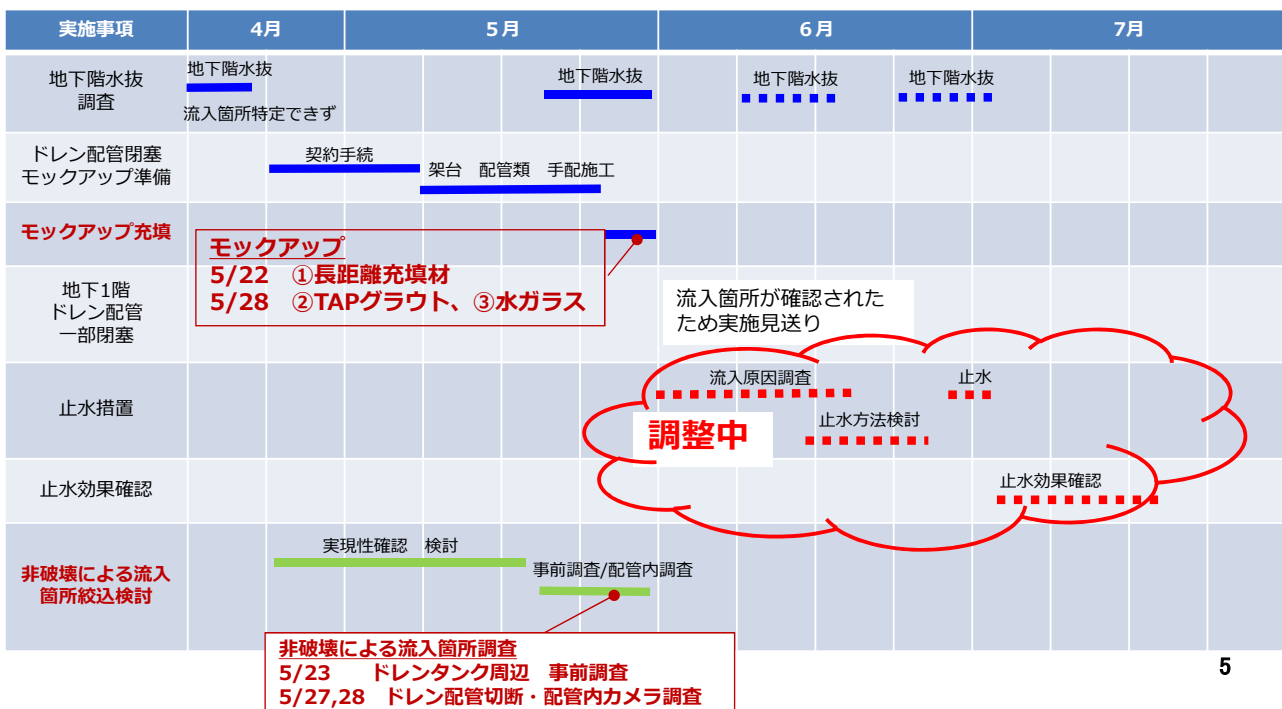 実施事項 4月 5月 6月 7月
地下階水抜
調査
地下階水抜
流入箇所特定できず
地下階水抜
地下階水抜
地下階水抜
ドレン配管閉塞
モックアップ準備
契約手続
架台　配管類　手配施工
モックアップ充填
モックアップ
5/22　①長距離充填材
5/28　②TAPグラウト、③水ガラス
地下1階
ドレン配管
一部閉塞
流入箇所が確認された
ため実施見送り
止水措置
流入原因調査
止水
止水方法検討
調整中
止水効果確認
止水効果確認
非破壊による流入
箇所絞込検討
実現性確認　検討
事前調査/配管内調査
非破壊による流入箇所調査
5/23　　ドレンタンク周辺　事前調査
5/27,28　ドレン配管切断・配管内カメラ調査
5